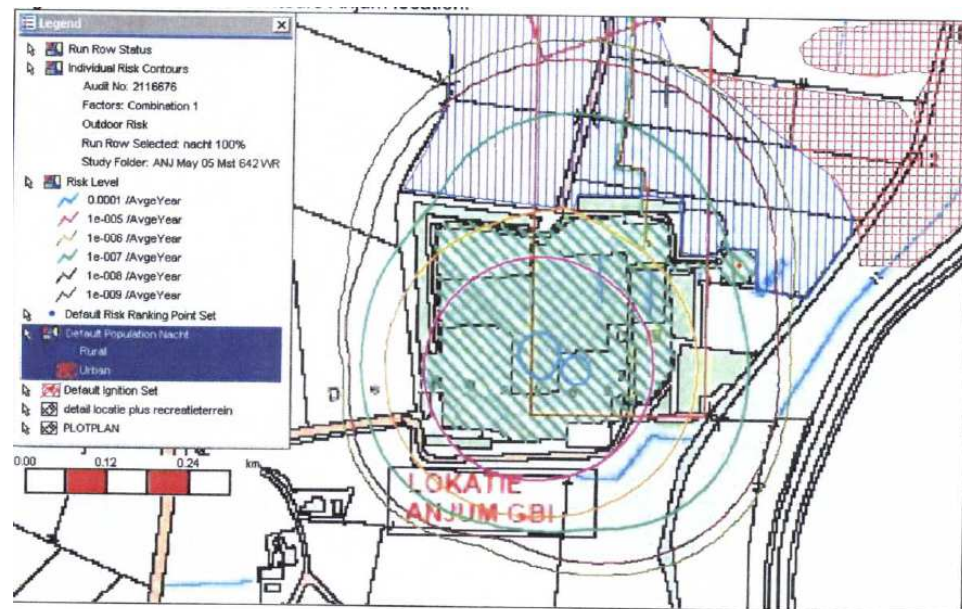 Anjum location.
Legend
Run Row Status
Individual Risk Contours
Audit No: 2116676
Factors: Combination 1
Outdoor Risk
Run Row Selected: nacht 100%
Study Folder: ANJ May 05 Mst 642 VVR
Risk Level
0.0001 /AvgeYear
1e-005 /AvgeYear
1e-006 /AvgeYear
1e-007 /AvgeYear
1e-008 /AvgeYear
1e-009 /AvgeYear
Default Risk Ranking Point Set
Default Population Nacht
Rural
Urban
Default Ignition Set
detail locatie plus recreatieterrein
PLOTPLAN
0.00 0.12 0.24 km
LOKATIE
ANJUM GBI